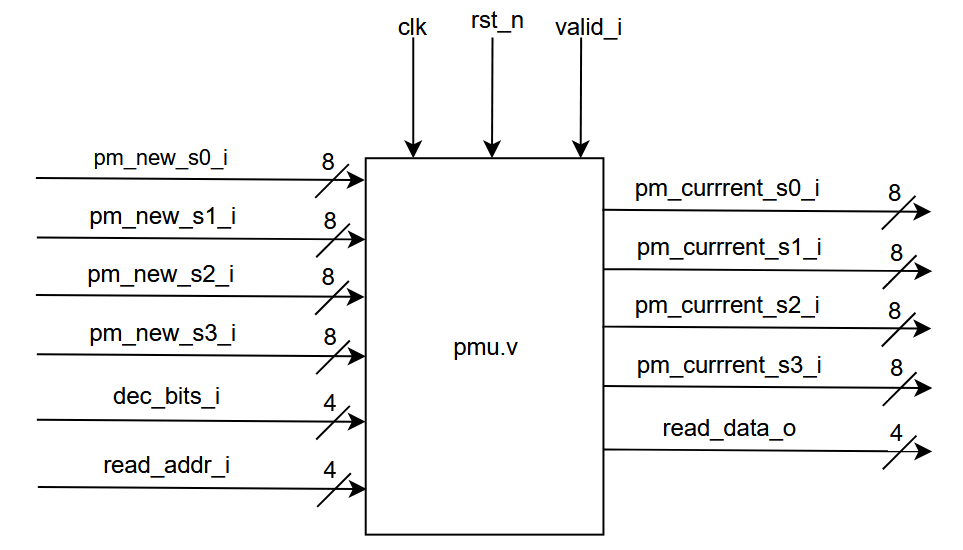 clk
rst_n
valid_i
pm_new_s0_i
8
pm_new_s1_i
8
pm_new_s2_i
8
pm_new_s3_i
8
dec_bits_i
4
read_addr_i
4
pmu.v
pm_currrent_s0_i
8
pm_currrent_s1_i
8
pm_currrent_s2_i
8
pm_currrent_s3_i
8
read_data_o
4